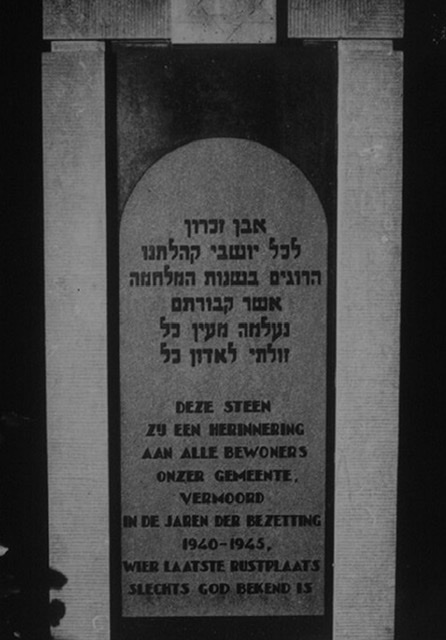 אבן זכרון
לכל יושבי קהלתנו
הרוגים בשנות המלחמה
אשר קבורתם
נעלמה מעין כל
זולתי לאדון כל
DEZE STEEN
ZIJ EEN HERINNERING
AAN ALLE BEWONERS
ONZER GEMEENTE,
VERMOORD
IN DE JAREN DER BEZETTING
1940-1945,
WIER LAATSTE RUSTPLAATS
SLECHTS GOD BEKEND IS